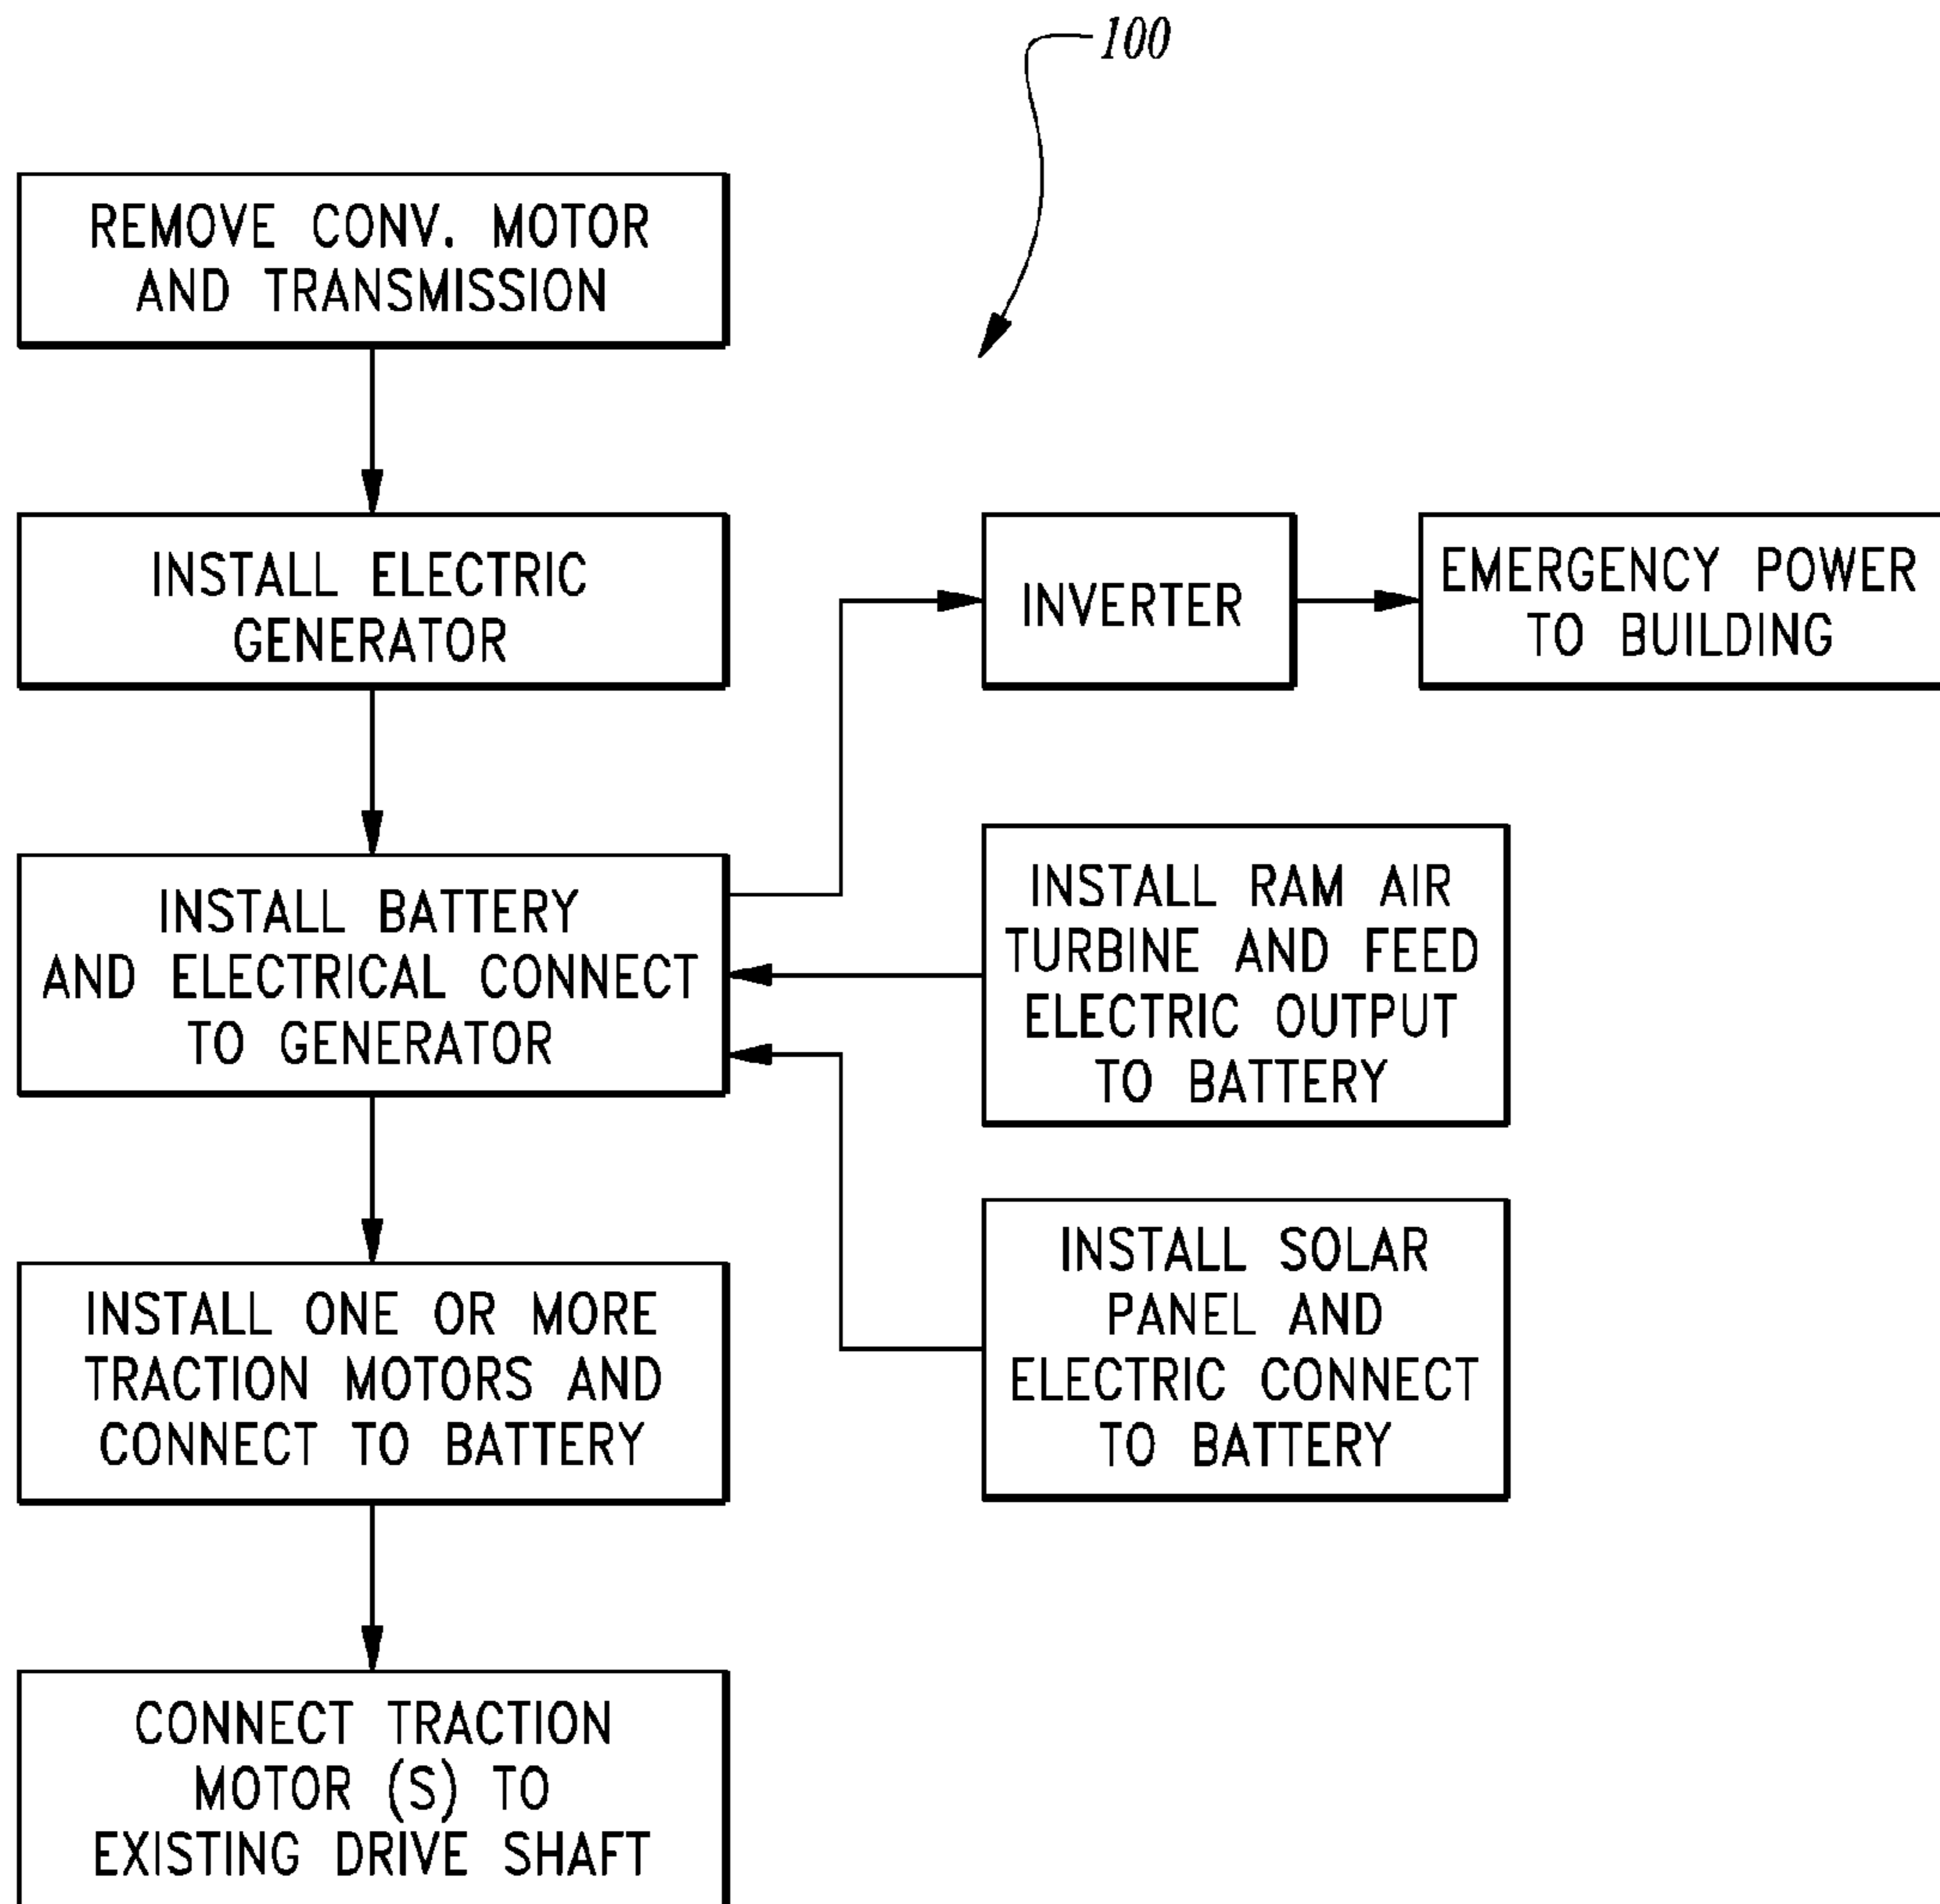 100
REMOVE CONV. MOTOR
AND TRANSMISSION
INSTALL ELECTRIC
GENERATOR
INVERTER
EMERGENCY POWER
TO BUILDING
INSTALL BATTERY
AND ELECTRICAL CONNECT
TO GENERATOR
INSTALL RAM AIR
TURBINE AND FEED
ELECTRIC OUTPUT
TO BATTERY
INSTALL ONE OR MORE
TRACTION MOTORS AND
CONNECT TO BATTERY
INSTALL SOLAR
PANEL AND
ELECTRIC CONNECT
TO BATTERY
CONNECT TRACTION
MOTOR (S) TO
EXISTING DRIVE SHAFT